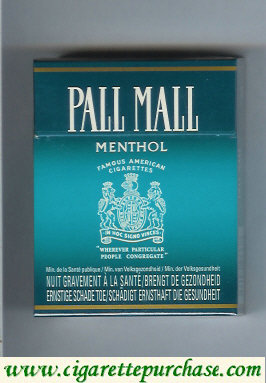 PALL MALL
MENTHOL
FAMOUS AMERICAN
CIGARETTES
IN HOC SIGNO VINCES
"WHEREVER PARTICULAR
PEOPLE CONGREGATE"
Min. de la Santé publique / Min. van Volksgezondheid / Min. der Volksgesundheit
NUIT GRAVEMENT À LA SANTE/BRENGT DE GEZONDHEID
ERNSTIGE SCHADE TOE/SCHÄDIGT ERNSTHAFT DIE GESUNDHEIT
www.cigarettepurchase.com